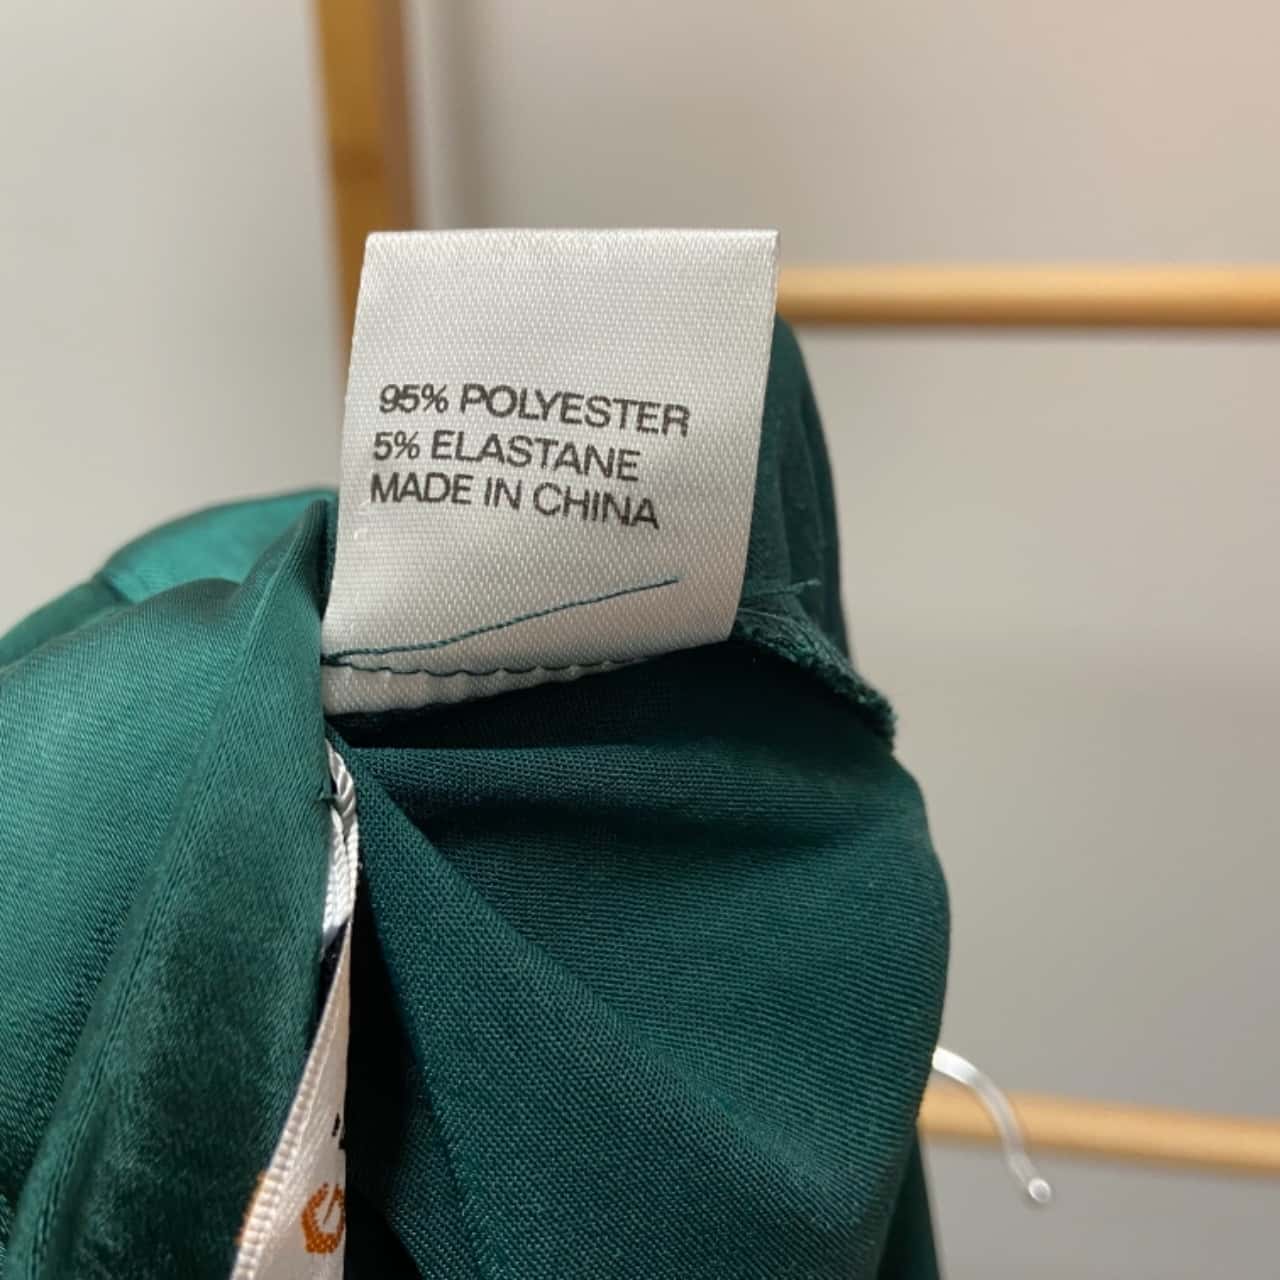 95% POLYESTER
5% ELASTANE
MADE IN CHINA